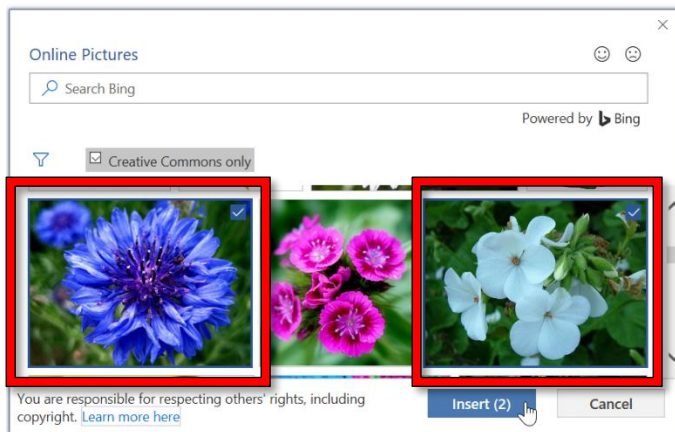 Online Pictures
Search Bing
Powered by Bing
Creative Commons only
You are responsible for respecting others' rights, including
copyright. Learn more here
Insert (2)
Cancel